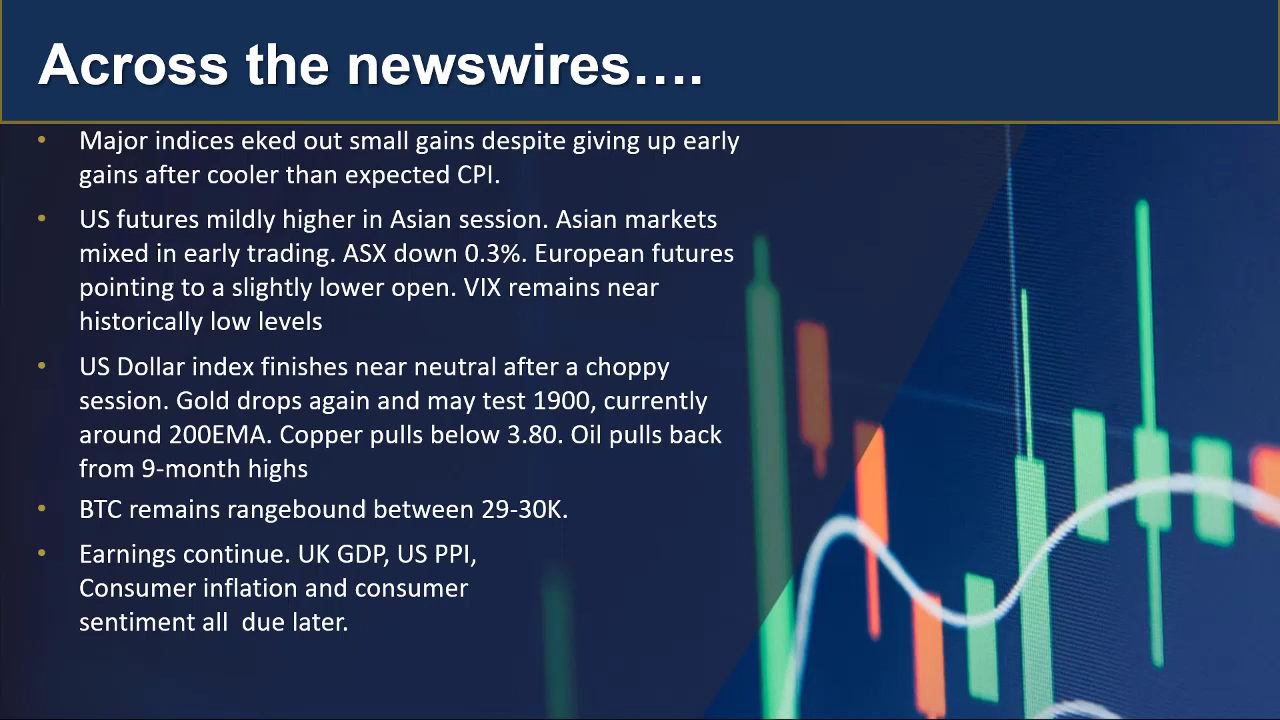 Across the newswires….
• Major indices eked out small gains despite giving up early
gains after cooler than expected CPI.
• US futures mildly higher in Asian session. Asian markets
mixed in early trading. ASX down 0.3%. European futures
pointing to a slightly lower open. VIX remains near
historically low levels
• US Dollar index finishes near neutral after a choppy
session. Gold drops again and may test 1900, currently
around 200EMA. Copper pulls below 3.80. Oil pulls back
from 9-month highs
• BTC remains rangebound between 29-30K.
• Earnings continue. UK GDP, US PPI,
Consumer inflation and consumer
sentiment all  due later.